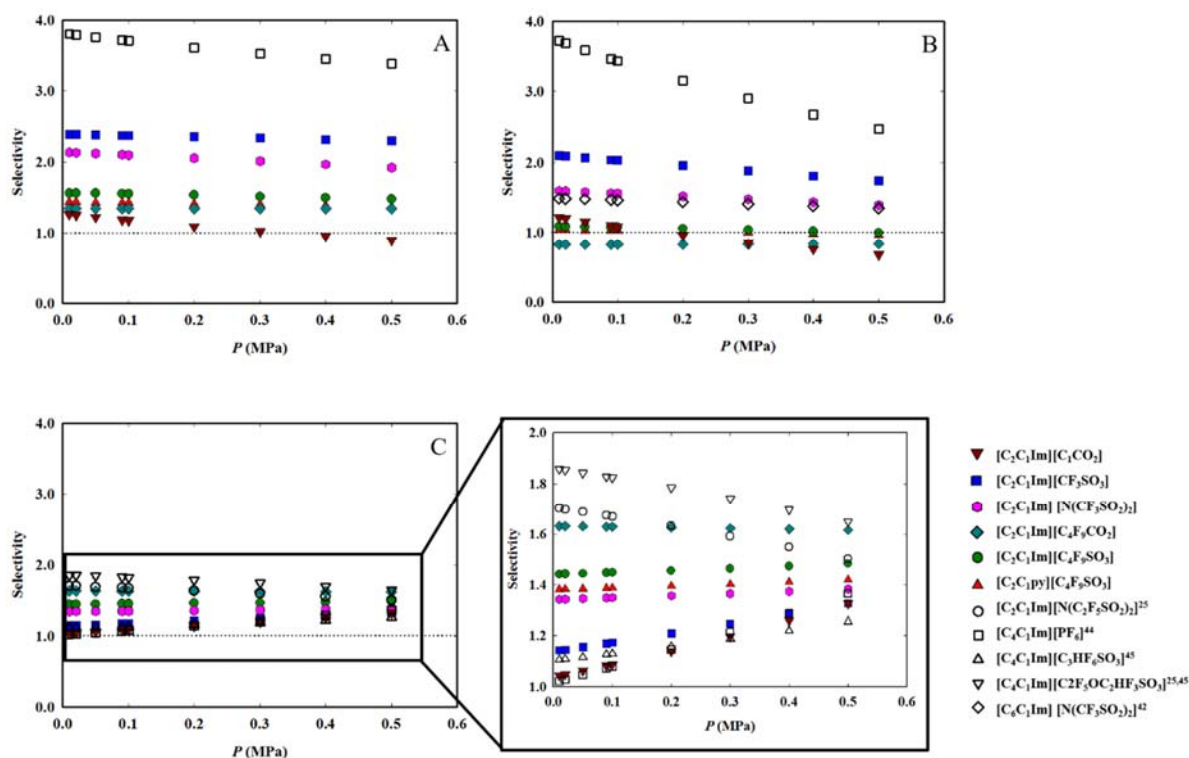 4.0
3.0
2.0
1.0
0.0
Selectivity
A
0.0 0.1 0.2 0.3 0.4 0.5 0.6
P (MPa)
4.0
3.0
2.0
1.0
0.0
Selectivity
B
0.0 0.1 0.2 0.3 0.4 0.5 0.6
P (MPa)
4.0
3.0
2.0
1.0
0.0
Selectivity
C
0.0 0.1 0.2 0.3 0.4 0.5 0.6
P (MPa)
2.0
1.8
1.6
1.4
1.2
1.0
Selectivity
0.0 0.1 0.2 0.3 0.4 0.5 0.6
P (MPa)
[C₂C₁Im][C₁CO₂]
[C₂C₁Im][CF₃SO₃]
[C₂C₁Im] [N(CF₃SO₂)₂]
[C₂C₁Im][C₄F₉CO₂]
[C₂C₁Im][C₄F₉SO₃]
[C₂C₁py][C₄F₉SO₃]
[C₂C₁Im][N(C₂F₅SO₂)₂]²⁵
[C₄C₁Im][PF₆]⁴⁴
[C₄C₁Im][C₃HF₆SO₃]⁴⁵
[C₄C₁Im][C2F₅OC₂HF₃SO₃]²⁵,⁴⁵
[C₆C₁Im] [N(CF₃SO₂)₂]⁴²